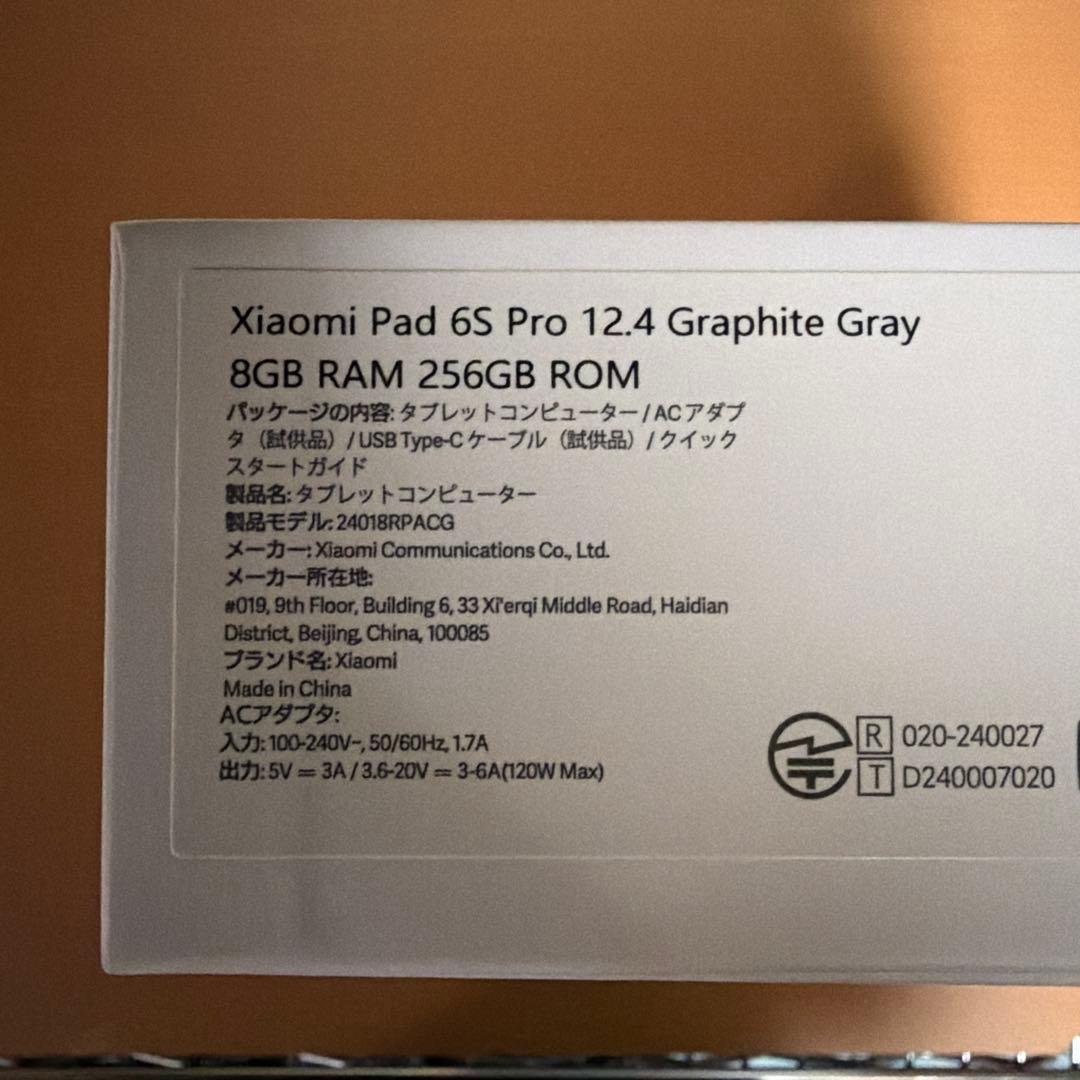 Xiaomi Pad 6S Pro 12.4 Graphite Gray
8GB RAM 256GB ROM
パッケージの内容: タブレットコンピューター / AC アダプ
タ（試供品）/ USB Type-C ケーブル（試供品）/ クイック
スタートガイド
製品名: タブレットコンピューター
製品モデル: 24018RPACG
メーカー: Xiaomi Communications Co., Ltd.
メーカー所在地:
#019, 9th Floor, Building 6, 33 Xi'erqi Middle Road, Haidian
District, Beijing, China, 100085
ブランド名: Xiaomi
Made in China
ACアダプタ:
入力: 100-240V~, 50/60Hz, 1.7A
出力: 5V ⎓ 3A / 3.6-20V ⎓ 3-6A(120W Max)
R 020-240027
T D240007020